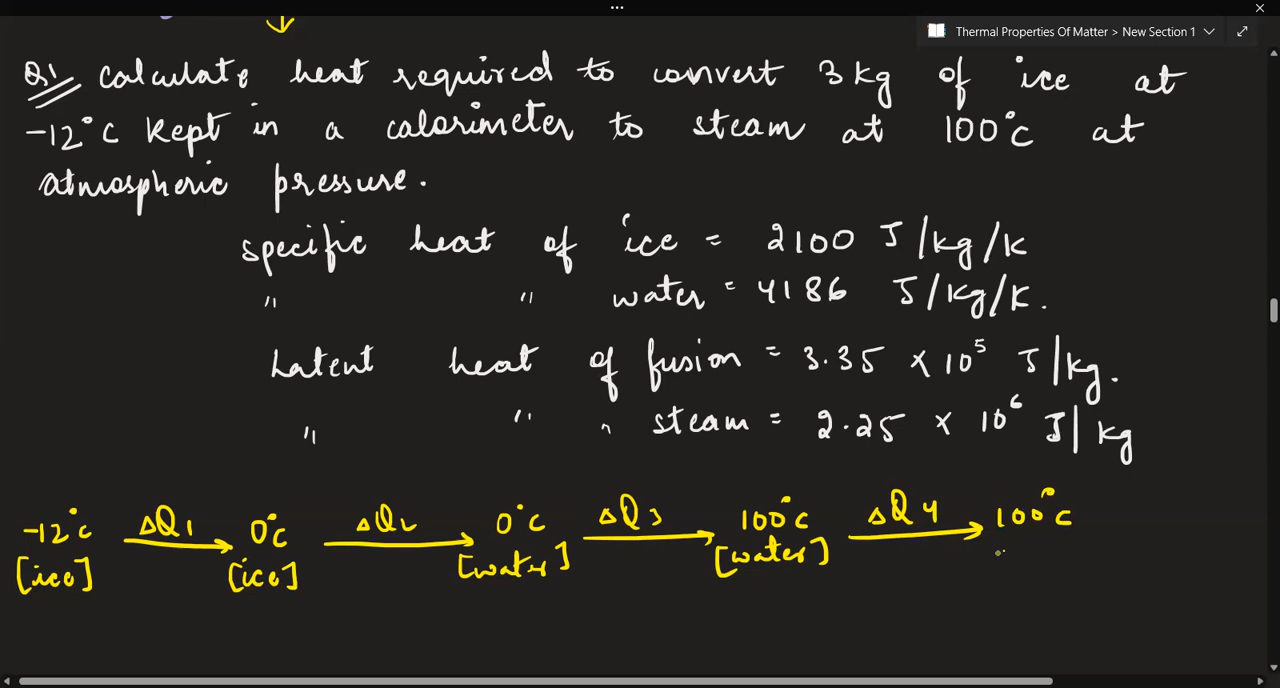 Thermal Properties Of Matter > New Section 1
Q1 Calculate heat required to convert 3 kg of ice at
-12°C kept in a calorimeter to steam at 100°C at
atmospheric pressure.
specific heat of ice = 2100 J/kg/K
" " water = 4186 J/kg/K.
Latent heat of fusion = 3.35 × 10⁵ J/kg.
" " " steam = 2.25 × 10⁶ J/kg
-12°C ΔQ1 0°C ΔQ2 0°C ΔQ3 100°C ΔQ4 100°C
[ice] [ice] [water] [water]